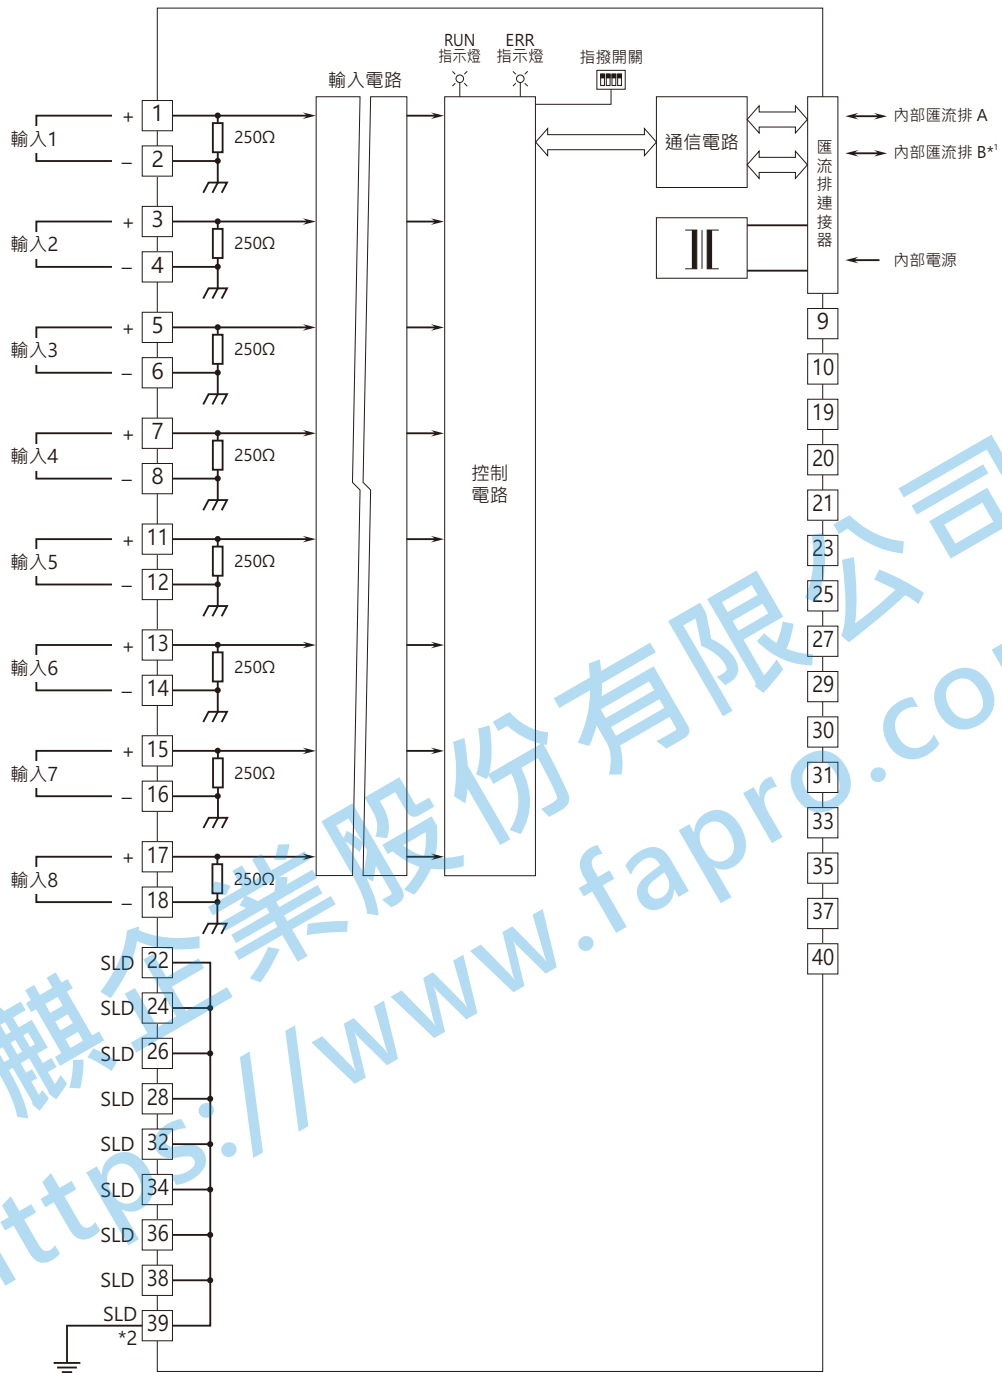 RUN
指示燈
ERR
指示燈
指撥開關
輸入電路
輸入1
+ 1
− 2
250Ω
輸入2
+ 3
− 4
250Ω
輸入3
+ 5
− 6
250Ω
輸入4
+ 7
− 8
250Ω
輸入5
+ 11
− 12
250Ω
輸入6
+ 13
− 14
250Ω
輸入7
+ 15
− 16
250Ω
輸入8
+ 17
− 18
250Ω
控制
電路
通信電路
匯流排連接器
內部匯流排 A
內部匯流排 B*1
內部電源
9
10
19
20
21
23
25
27
29
30
31
33
35
37
40
SLD 22
SLD 24
SLD 26
SLD 28
SLD 32
SLD 34
SLD 36
SLD 38
SLD 39
*2
麒企業股份有限公司
ttps://www.fapro.co